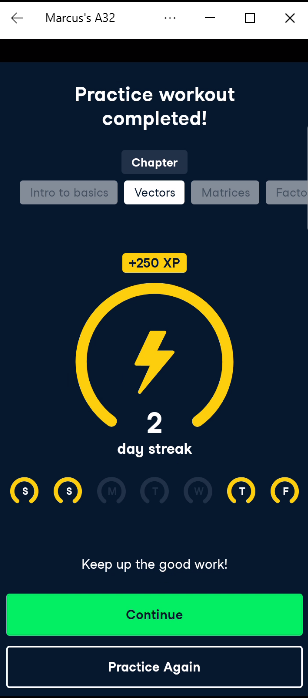 Marcus's A32
Practice workout
completed!
Chapter
Intro to basics Vectors Matrices Facto
+250 XP
2
day streak
S S M T W T F
Keep up the good work!
Continue
Practice Again